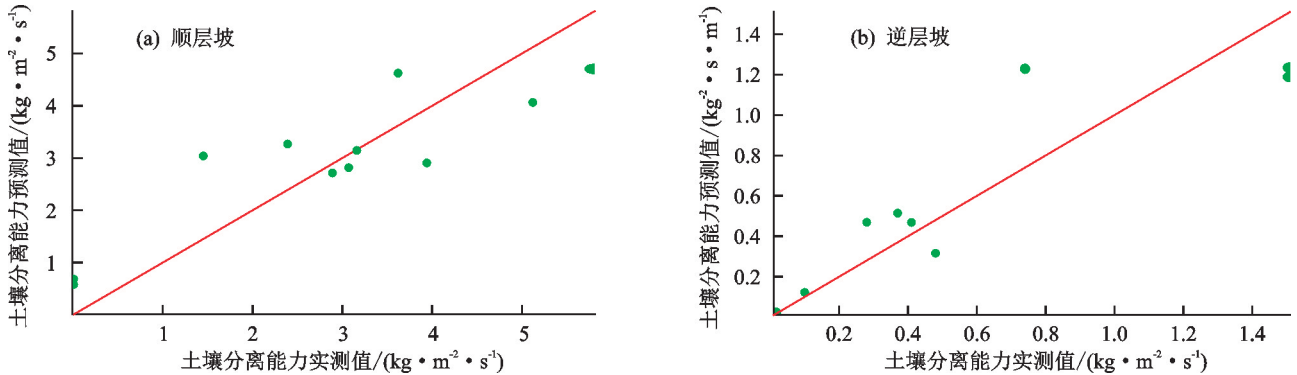 (a) 顺层坡
土壤分离能力预测值/(kg·m⁻²·s⁻¹)
5
4
3
2
1
1 2 3 4 5
土壤分离能力实测值/(kg·m⁻²·s⁻¹)
(b) 逆层坡
土壤分离能力预测值/(kg⁻²·s·m⁻¹)
1.4
1.2
1.0
0.8
0.6
0.4
0.2
0.2 0.4 0.6 0.8 1.0 1.2 1.4
土壤分离能力实测值/(kg·m⁻²·s⁻¹)